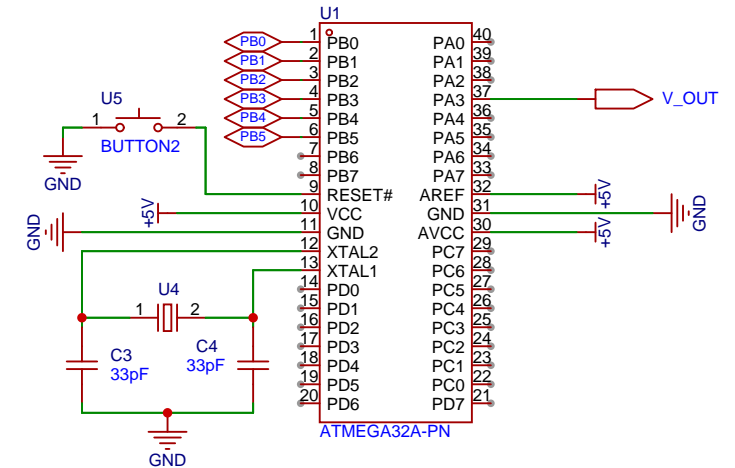 U1
PB0 1 PB0 PA0 40
PB1 2 PB1 PA1 39
PB2 3 PB2 PA2 38
PB3 4 PB3 PA3 37 V_OUT
PB4 5 PB4 PA4 36
PB5 6 PB5 PA5 35
7 PB6 PA6 34
8 PB7 PA7 33
9 RESET# AREF 32 +5V
+5V 10 VCC GND 31 GND
GND 11 GND AVCC 30 +5V
12 XTAL2 PC7 29
13 XTAL1 PC6 28
14 PD0 PC5 27
15 PD1 PC4 26
16 PD2 PC3 25
17 PD3 PC2 24
18 PD4 PC1 23
19 PD5 PC0 22
20 PD6 PD7 21
ATMEGA32A-PN
U5
1 2
BUTTON2
GND
U4
1 2
C3
33pF
C4
33pF
GND